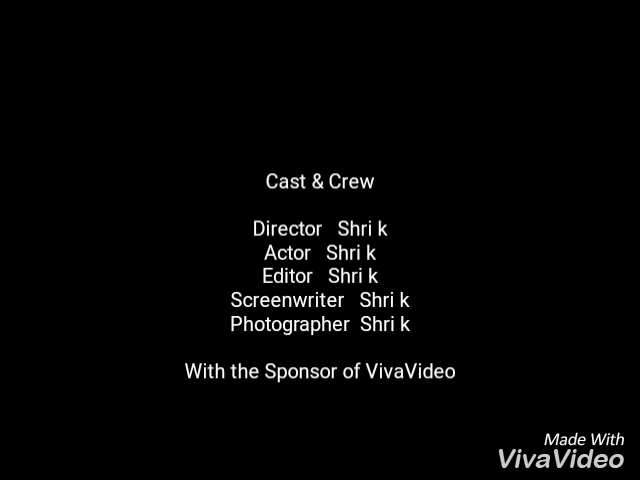 Cast & Crew
Director Shri k
Actor Shri k
Editor Shri k
Screenwriter Shri k
Photographer Shri k
With the Sponsor of VivaVideo
Made With
VivaVideo